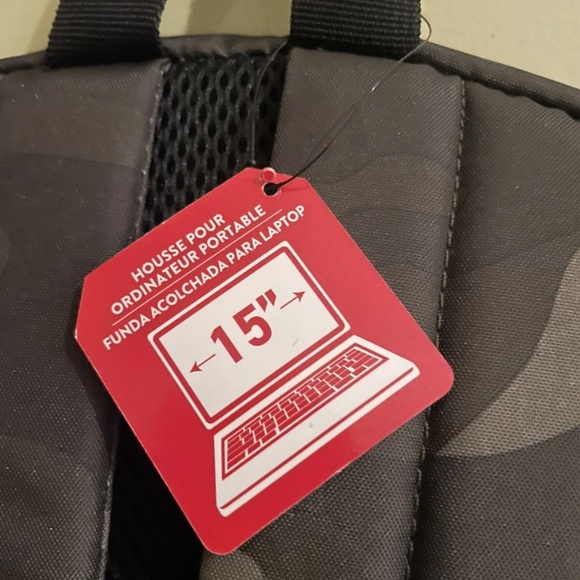 HOUSSE POUR
ORDINATEUR PORTABLE
FUNDA ACOLCHADA PARA LAPTOP
15"